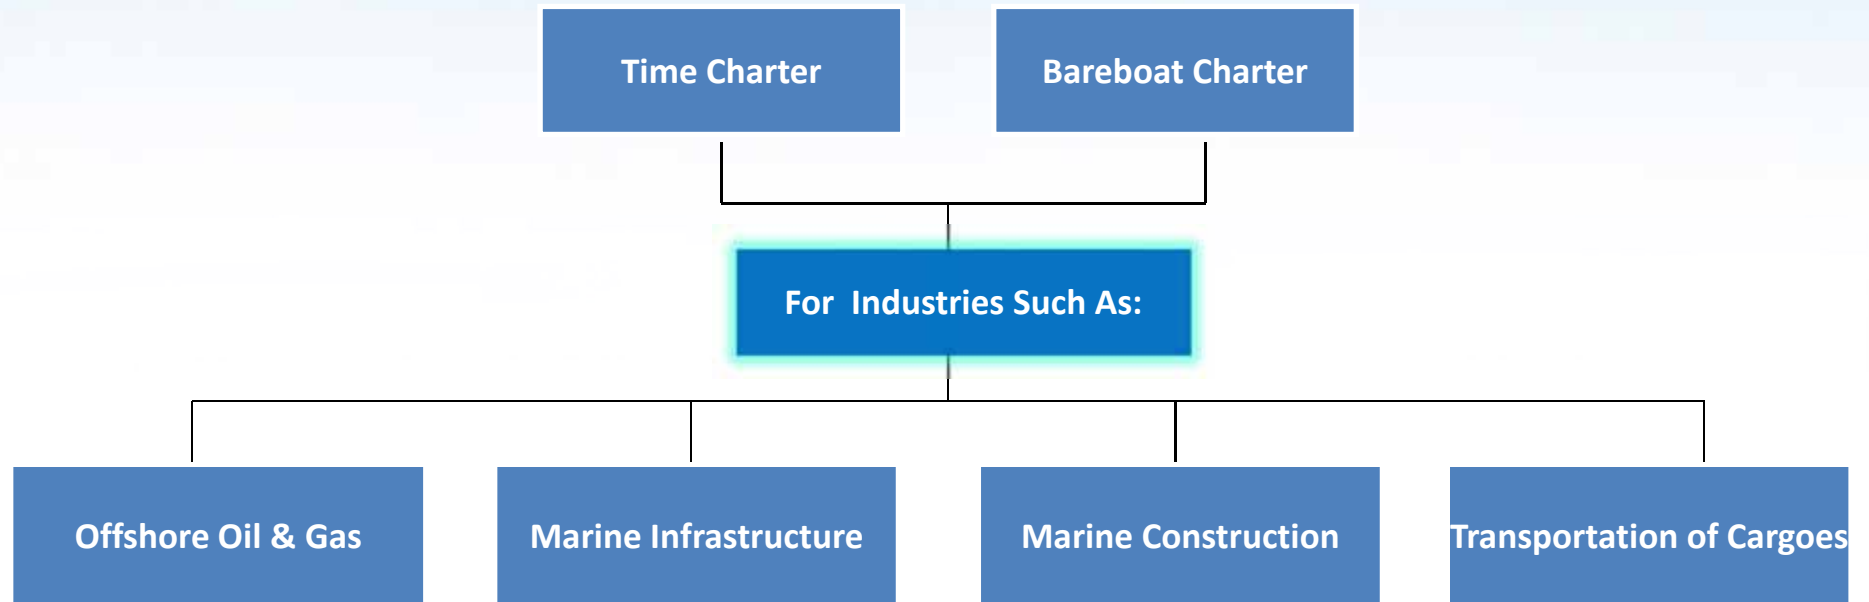 Time Charter
Bareboat Charter
For Industries Such As:
Offshore Oil & Gas
Marine Infrastructure
Marine Construction
Transportation of Cargoes